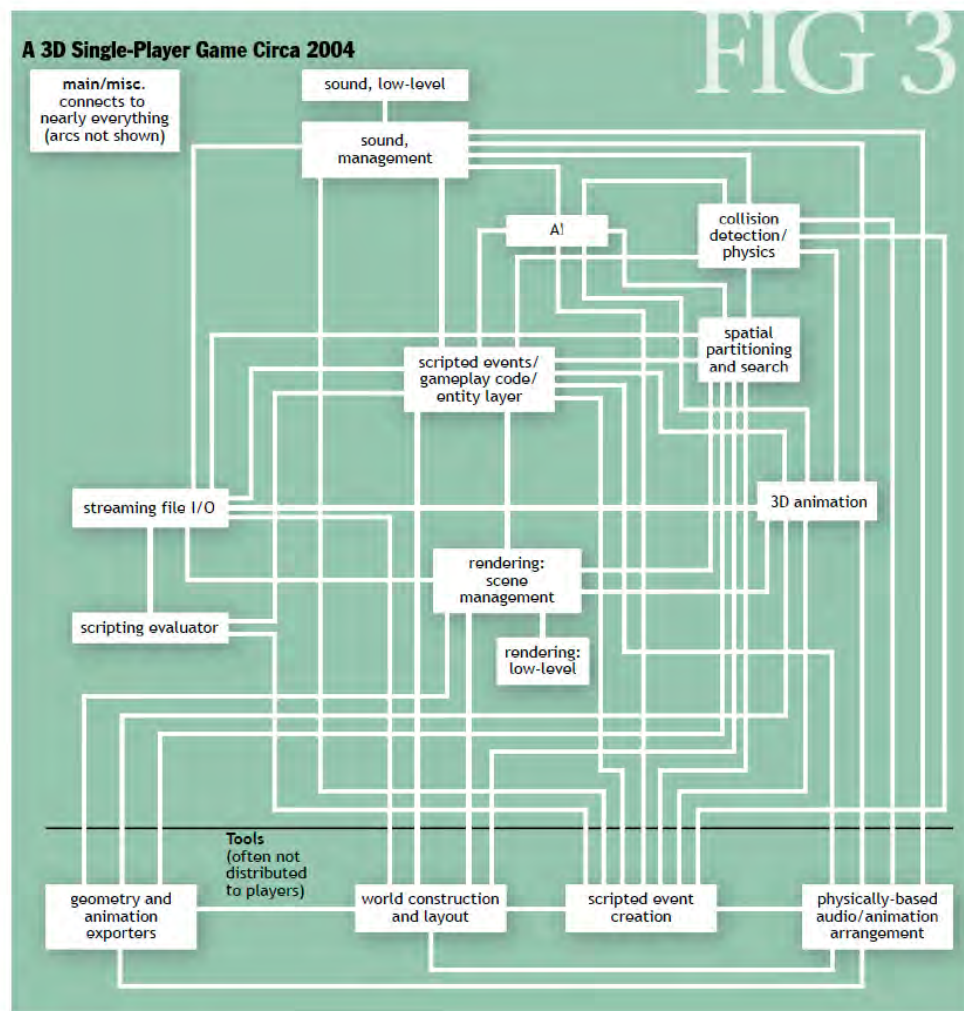 FIG 3
A 3D Single-Player Game Circa 2004
main/misc.
connects to
nearly everything
(arcs not shown)
sound, low-level
sound,
management
AI
collision
detection/
physics
spatial
partitioning
and search
scripted events/
gameplay code/
entity layer
streaming file I/O
3D animation
rendering:
scene
management
scripting evaluator
rendering:
low-level
Tools
(often not
distributed
to players)
geometry and
animation
exporters
world construction
and layout
scripted event
creation
physically-based
audio/animation
arrangement